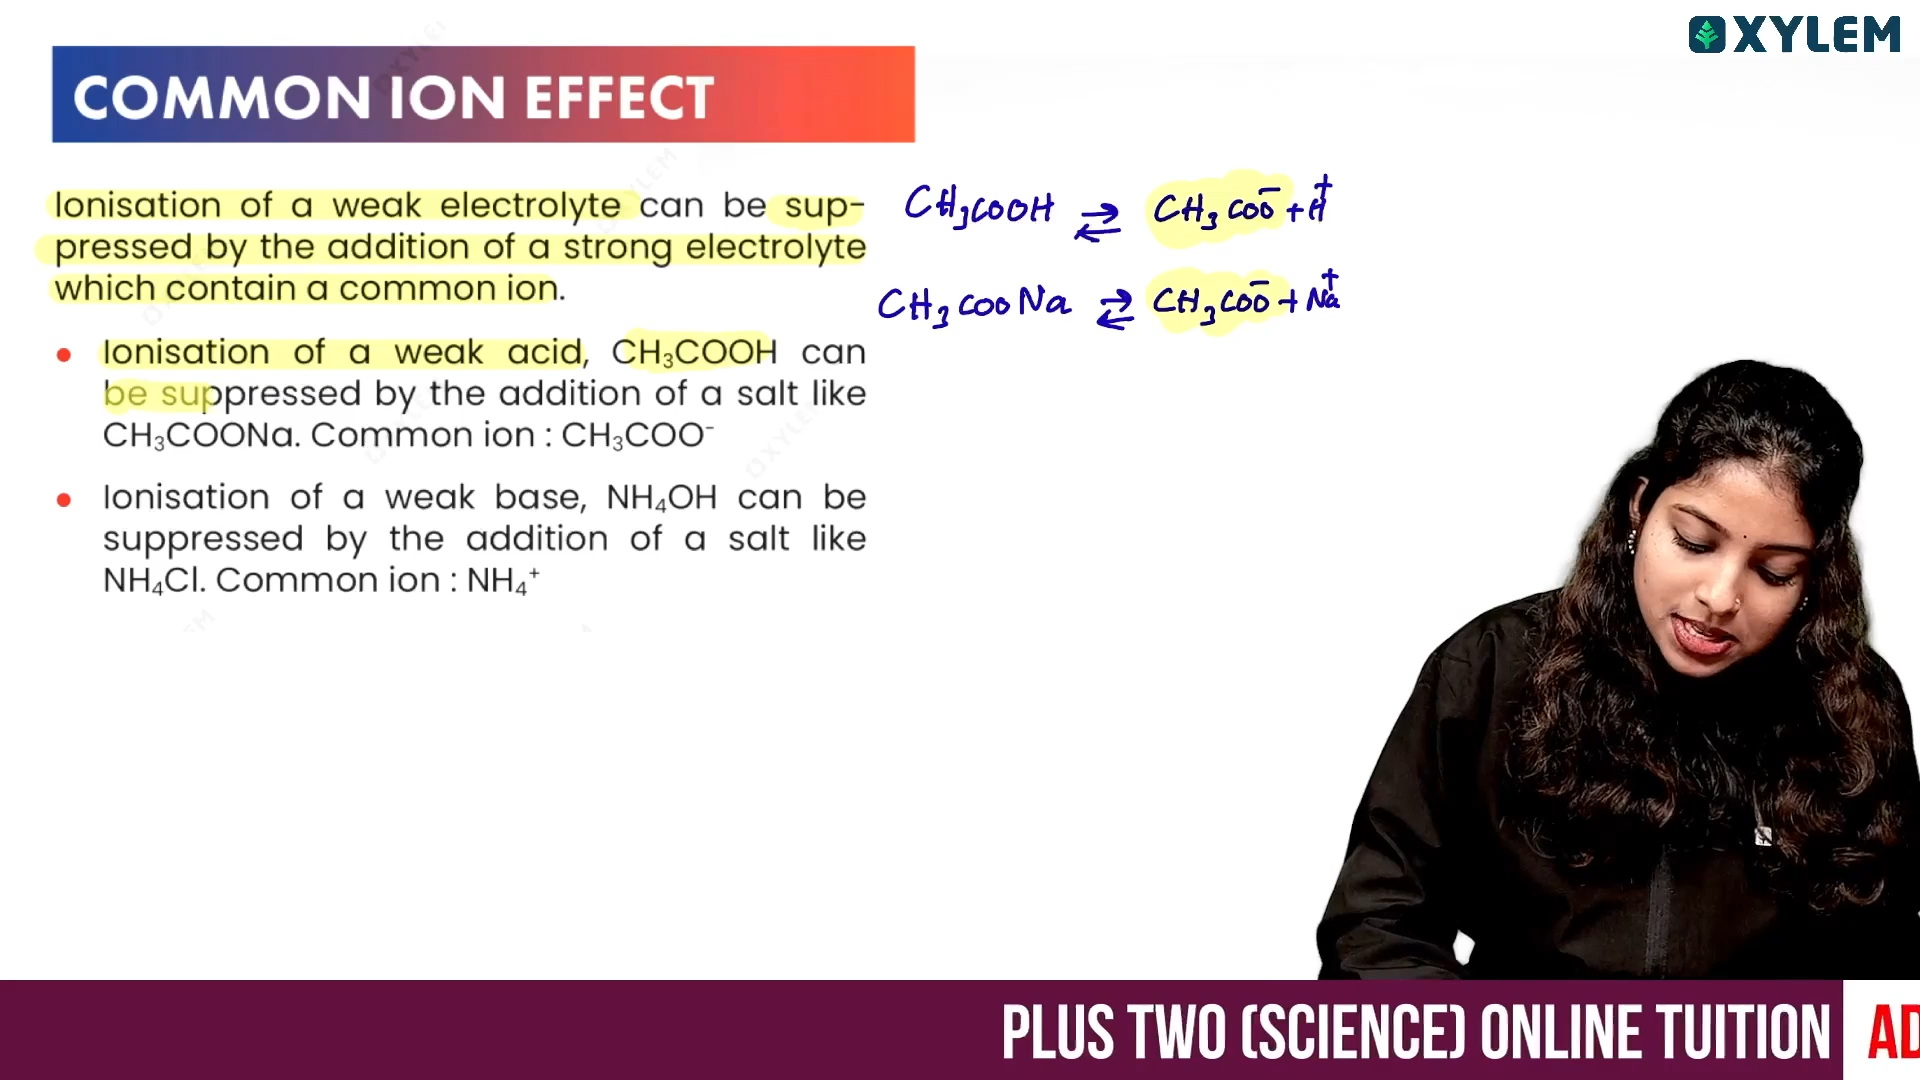 OXYLEM
COMMON ION EFFECT
Ionisation of a weak electrolyte can be sup-
pressed by the addition of a strong electrolyte
which contain a common ion.
• Ionisation of a weak acid, CH₃COOH can
be suppressed by the addition of a salt like
CH₃COONa. Common ion : CH₃COO⁻
• Ionisation of a weak base, NH₄OH can be
suppressed by the addition of a salt like
NH₄Cl. Common ion : NH₄⁺
CH₃COOH ⇌ CH₃COO⁻ + H⁺
CH₃COONa ⇌ CH₃COO⁻ + Na⁺
PLUS TWO (SCIENCE) ONLINE TUITION
AD